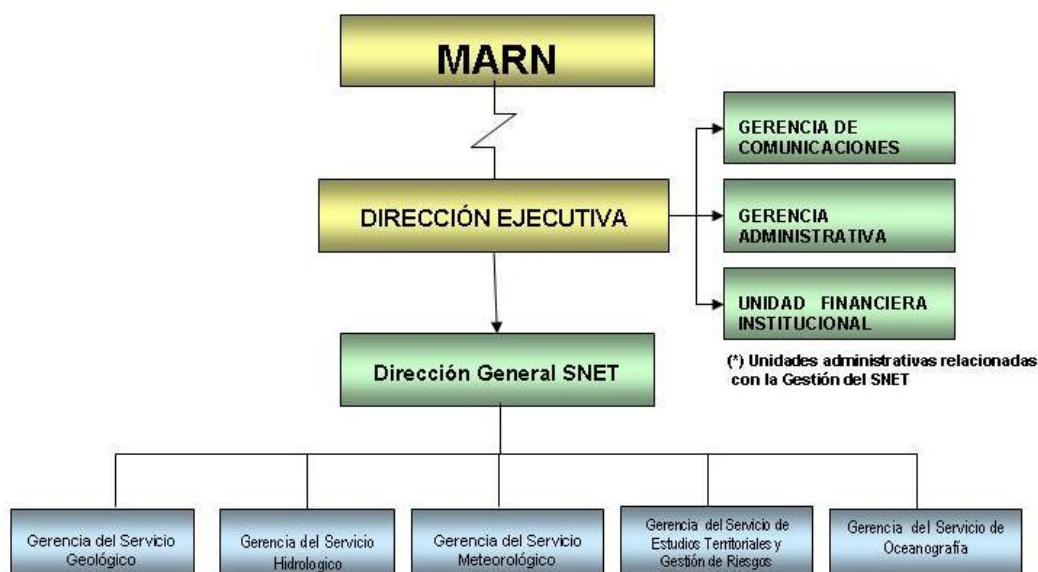 MARN
GERENCIA DE
COMUNICACIONES
DIRECCIÓN EJECUTIVA
GERENCIA
ADMINISTRATIVA
UNIDAD FINANCIERA
INSTITUCIONAL
(*) Unidades administrativas relacionadas
con la Gestión del SNET
Dirección General SNET
Gerencia del Servicio
Geológico
Gerencia del Servicio
Hidrologico
Gerencia del Servicio
Meteorológico
Gerencia del Servicio de
Estudios Territoriales y
Gestión de Riesgos
Gerencia del Servicio de
Oceanografía